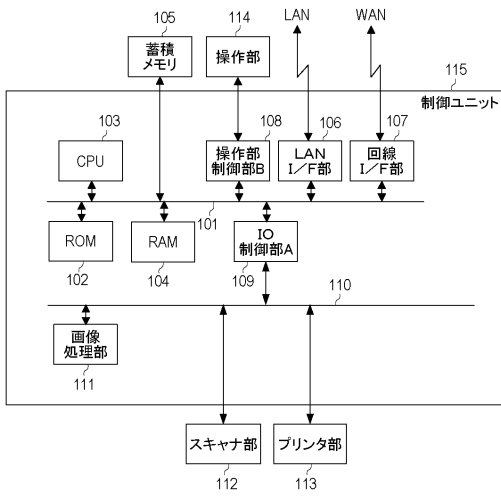 105
114
LAN
WAN
蓄積
メモリ
操作部
115
制御ユニット
103
108
106
107
CPU
操作部
制御部B
LAN
I/F部
回線
I/F部
101
ROM
RAM
IO
制御部A
102
104
109
110
画像
処理部
111
スキャナ部
プリンタ部
112
113